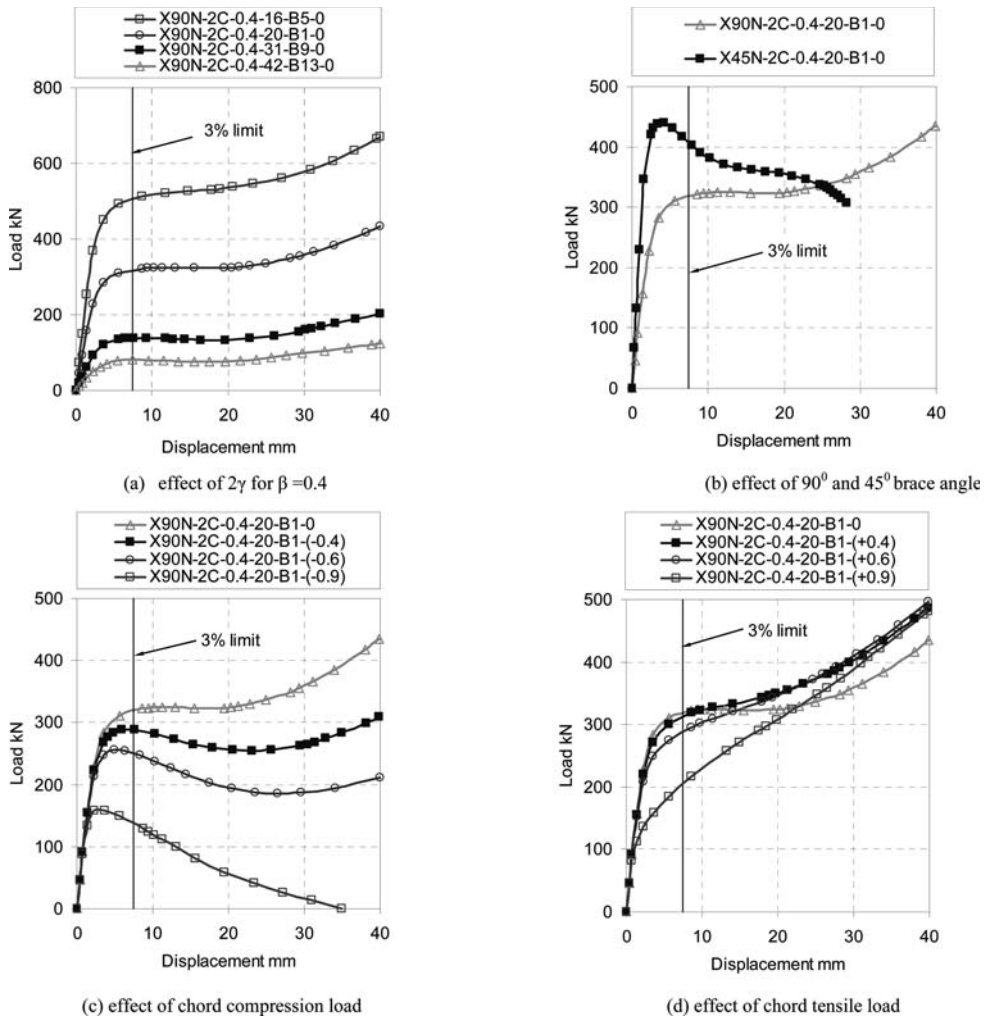 X90N-2C-0.4-16-B5-0
X90N-2C-0.4-20-B1-0
X90N-2C-0.4-31-B9-0
X90N-2C-0.4-42-B13-0
800
600
400
200
0
Load kN
3% limit
0 10 20 30 40
Displacement mm
(a) effect of 2γ for β =0.4
X90N-2C-0.4-20-B1-0
X45N-2C-0.4-20-B1-0
500
400
300
200
100
0
Load kN
3% limit
0 10 20 30 40
Displacement mm
(b) effect of 90⁰ and 45⁰ brace angle
X90N-2C-0.4-20-B1-0
X90N-2C-0.4-20-B1-(-0.4)
X90N-2C-0.4-20-B1-(-0.6)
X90N-2C-0.4-20-B1-(-0.9)
500
400
300
200
100
0
Load kN
3% limit
0 10 20 30 40
Displacement mm
(c) effect of chord compression load
X90N-2C-0.4-20-B1-0
X90N-2C-0.4-20-B1-(+0.4)
X90N-2C-0.4-20-B1-(+0.6)
X90N-2C-0.4-20-B1-(+0.9)
500
400
300
200
100
0
Load kN
3% limit
0 10 20 30 40
Displacement mm
(d) effect of chord tensile load